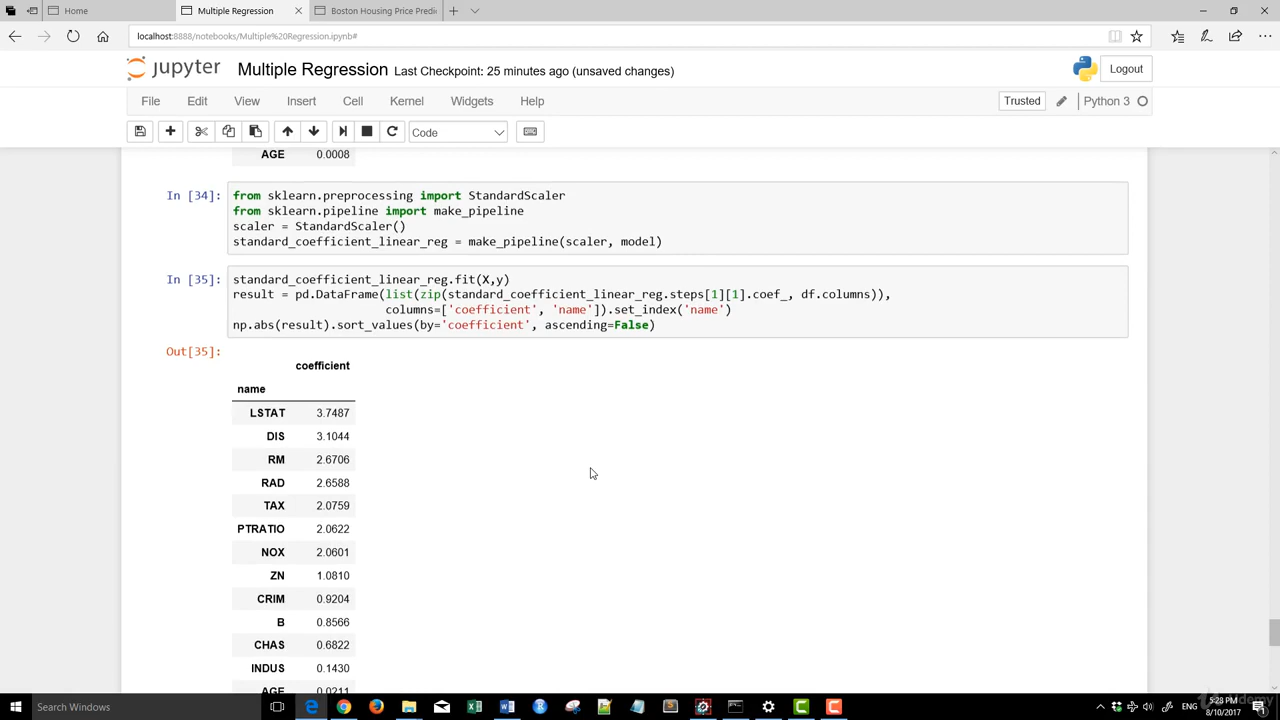 Home
Multiple Regression
Boston Housing Price Predi
localhost:8888/notebooks/Multiple%20Regression.ipynb#
jupyter Multiple Regression Last Checkpoint: 25 minutes ago (unsaved changes)
Logout
File Edit View Insert Cell Kernel Widgets Help
Trusted
Python 3
Code
AGE 0.0008
In [34]:
from sklearn.preprocessing import StandardScaler
from sklearn.pipeline import make_pipeline
scaler = StandardScaler()
standard_coefficient_linear_reg = make_pipeline(scaler, model)
In [35]:
standard_coefficient_linear_reg.fit(X,y)
result = pd.DataFrame(list(zip(standard_coefficient_linear_reg.steps[1][1].coef_, df.columns)),
columns=['coefficient', 'name']).set_index('name')
np.abs(result).sort_values(by='coefficient', ascending=False)
Out[35]:
coefficient
name
LSTAT 3.7487
DIS 3.1044
RM 2.6706
RAD 2.6588
TAX 2.0759
PTRATIO 2.0622
NOX 2.0601
ZN 1.0810
CRIM 0.9204
B 0.8566
CHAS 0.6822
INDUS 0.1430
AGE 0.0211
Search Windows
ENG
5:28 PM
8/10/2017